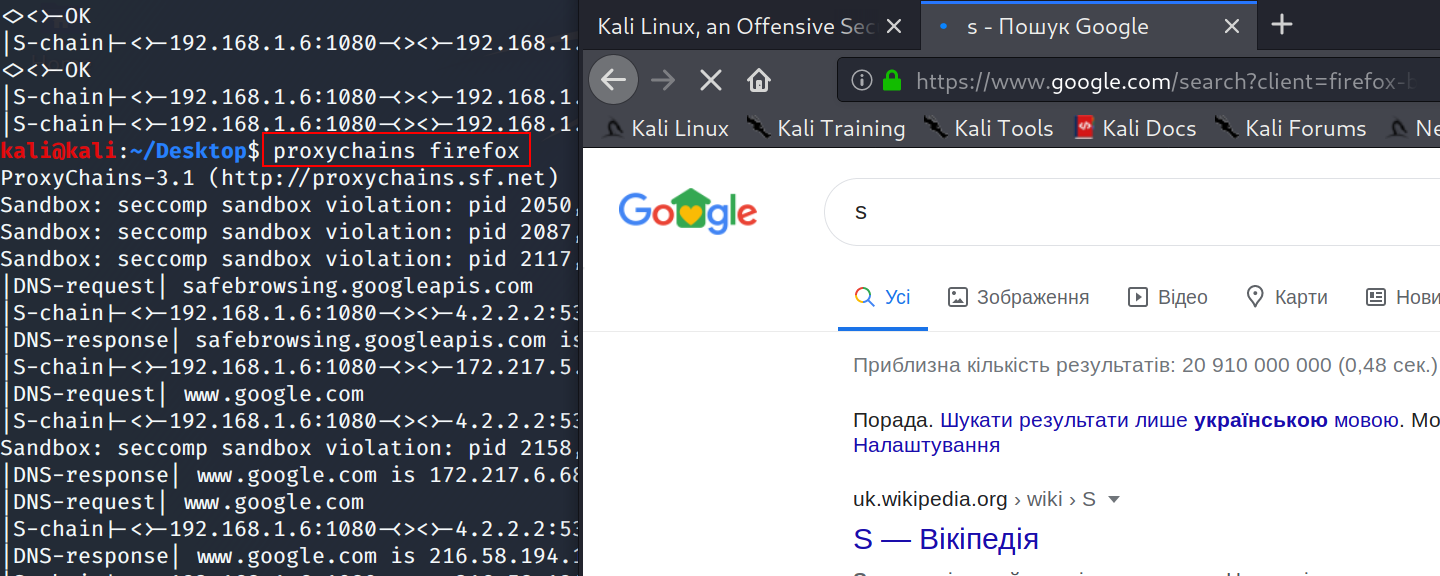 <><>-OK
|S-chain|-<>-192.168.1.6:1080-<><>-192.168.1.
<><>-OK
|S-chain|-<>-192.168.1.6:1080-<><>-192.168.1.
|S-chain|-<>-192.168.1.6:1080-<><>-192.168.1.
kali@kali:~/Desktop$ proxychains firefox
ProxyChains-3.1 (http://proxychains.sf.net)
Sandbox: seccomp sandbox violation: pid 2050,
Sandbox: seccomp sandbox violation: pid 2087,
Sandbox: seccomp sandbox violation: pid 2117,
|DNS-request| safebrowsing.googleapis.com
|S-chain|-<>-192.168.1.6:1080-<><>-4.2.2.2:53
|DNS-response| safebrowsing.googleapis.com is
|S-chain|-<>-192.168.1.6:1080-<><>-172.217.5.
|DNS-request| www.google.com
|S-chain|-<>-192.168.1.6:1080-<><>-4.2.2.2:53
Sandbox: seccomp sandbox violation: pid 2158,
|DNS-response| www.google.com is 172.217.6.68
|DNS-request| www.google.com
|S-chain|-<>-192.168.1.6:1080-<><>-4.2.2.2:53
|DNS-response| www.google.com is 216.58.194.1
Kali Linux, an Offensive Sec
s - Пошук Google
https://www.google.com/search?client=firefox-b
Kali Linux Kali Training Kali Tools Kali Docs Kali Forums Ne
Google
s
Усі Зображення Відео Карти Нови
Приблизна кількість результатів: 20 910 000 000 (0,48 сек.)
Порада. Шукати результати лише українською мовою. Мо
Налаштування
uk.wikipedia.org › wiki › S
S — Вікіпедія